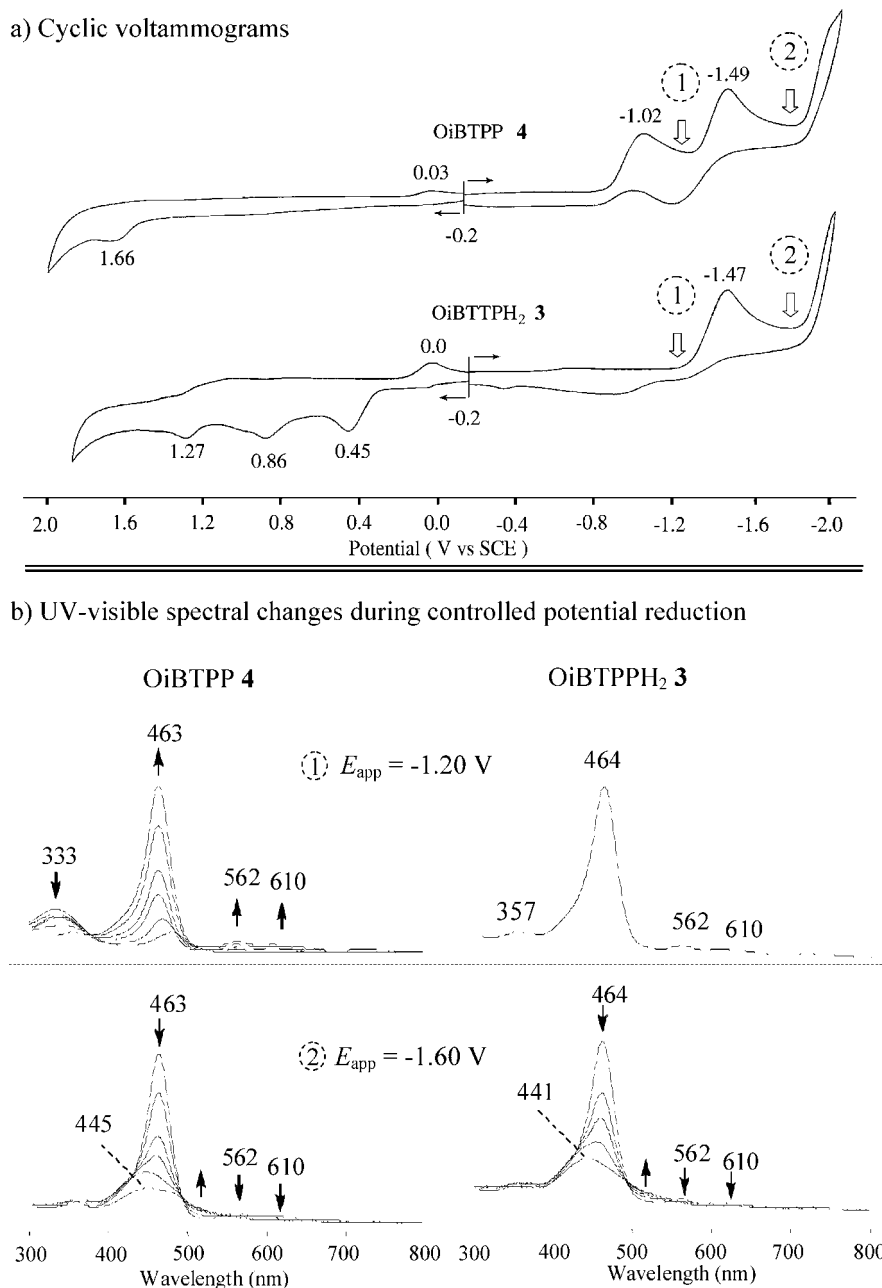 a) Cyclic voltammograms
① -1.49 ②
-1.02
OiBTPP 4
0.03
-0.2
1.66
① -1.47 ②
OiBTTPH₂ 3
0.0
-0.2
1.27 0.86 0.45
2.0 1.6 1.2 0.8 0.4 0.0 -0.4 -0.8 -1.2 -1.6 -2.0
Potential ( V vs SCE )
b) UV-visible spectral changes during controlled potential reduction
OiBTPP 4 OiBTPPH₂ 3
463 ① Eapp = -1.20 V 464
333 562 610 357 562 610
463 ② Eapp = -1.60 V 464
445 562 610 441 562 610
300 400 500 600 700 800 300 400 500 600 700 800
Wavelength (nm) Wavelength (nm)